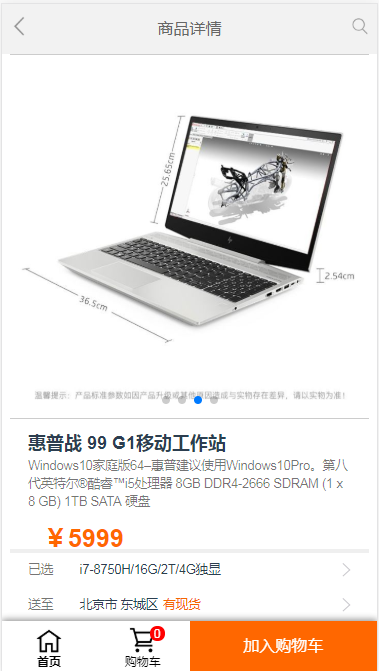 商品详情
25.65cm
2.54cm
36.5cm
温馨提示：产品标准参数如因产品升级或其他原因造成与实物存在差异，请以实物为准！
惠普战 99 G1移动工作站
Windows10家庭版64–惠普建议使用Windows10Pro。第八
代英特尔®酷睿™i5处理器 8GB DDR4-2666 SDRAM (1 x
8 GB) 1TB SATA 硬盘
￥5999
已选 i7-8750H/16G/2T/4G独显
送至 北京市 东城区 有现货
0
首页 购物车 加入购物车